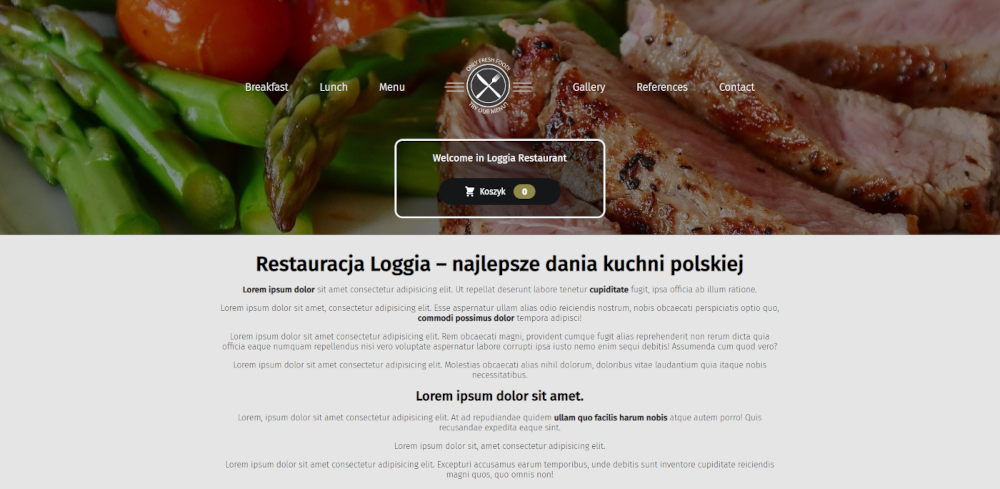 Breakfast Lunch Menu
ONLY FRESH FOOD!
TRY OUR MENU!
Gallery References Contact
Welcome in Loggia Restaurant
Koszyk 0
Restauracja Loggia – najlepsze dania kuchni polskiej
Lorem ipsum dolor sit amet consectetur adipisicing elit. Ut repellat deserunt labore tenetur cupiditate fugit, ipsa officia ab illum ratione.
Lorem ipsum dolor sit amet, consectetur adipisicing elit. Esse aspernatur ullam alias odio reiciendis nostrum, nobis obcaecati perspiciatis optio quo,
commodi possimus dolor tempora adipisci!
Lorem ipsum dolor sit amet consectetur adipisicing elit. Rem obcaecati magni, provident cumque fugit alias reprehenderit non rerum dicta quia
officia eaque numquam repellendus nisi vero voluptate aspernatur labore corrupti ipsa iusto nemo enim sequi debitis! Assumenda cum quod vero?
Lorem ipsum dolor sit amet consectetur adipisicing elit. Molestias obcaecati alias nihil dolorum, doloribus vitae laudantium quia itaque nobis
necessitatibus.
Lorem ipsum dolor sit amet.
Lorem, ipsum dolor sit amet consectetur adipisicing elit. At ad repudiandae quidem ullam quo facilis harum nobis atque autem porro! Quis
recusandae expedita eaque sint.
Lorem ipsum dolor sit, amet consectetur adipisicing elit.
Lorem ipsum dolor sit amet consectetur adipisicing elit. Excepturi accusamus earum temporibus, unde debitis sunt inventore cupiditate reiciendis
magni quos, quo omnis non!